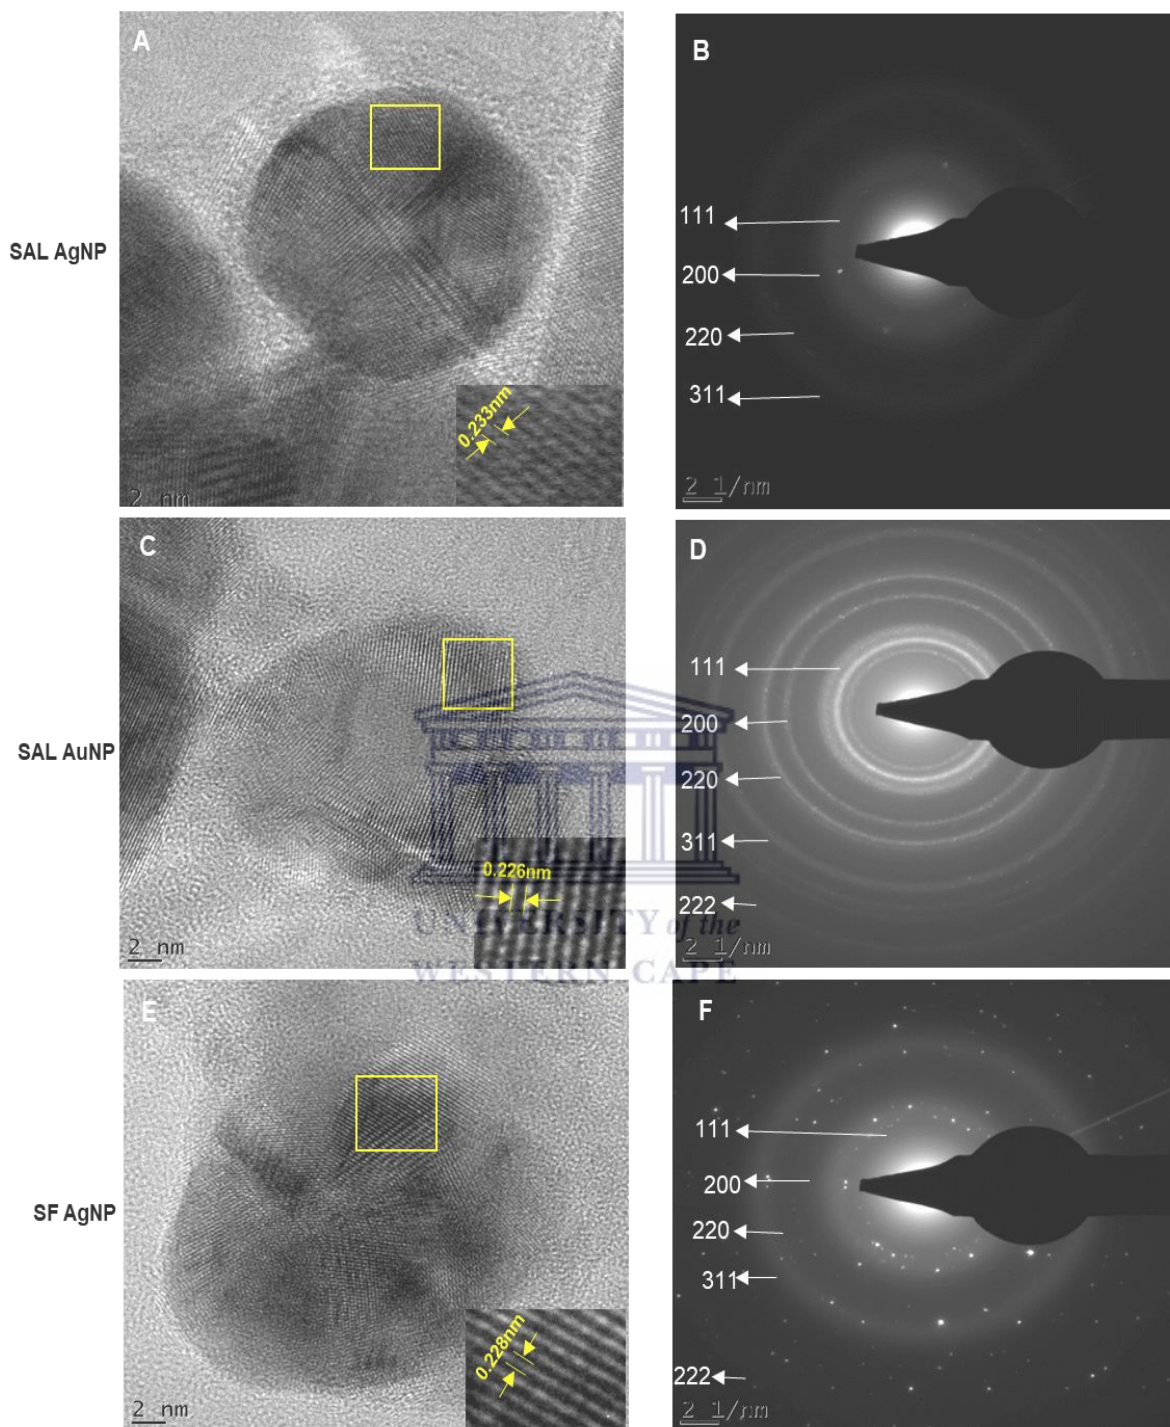 A
B
SAL AgNP
111
200
220
311
0.233nm
2 nm
2 1/nm
C
D
SAL AuNP
111
200
220
311
222
0.226nm
UNIVERSITY of the
WESTERN CAPE
2 nm
2 1/nm
E
F
SF AgNP
111
200
220
311
222
0.228nm
2 nm
2 1/nm